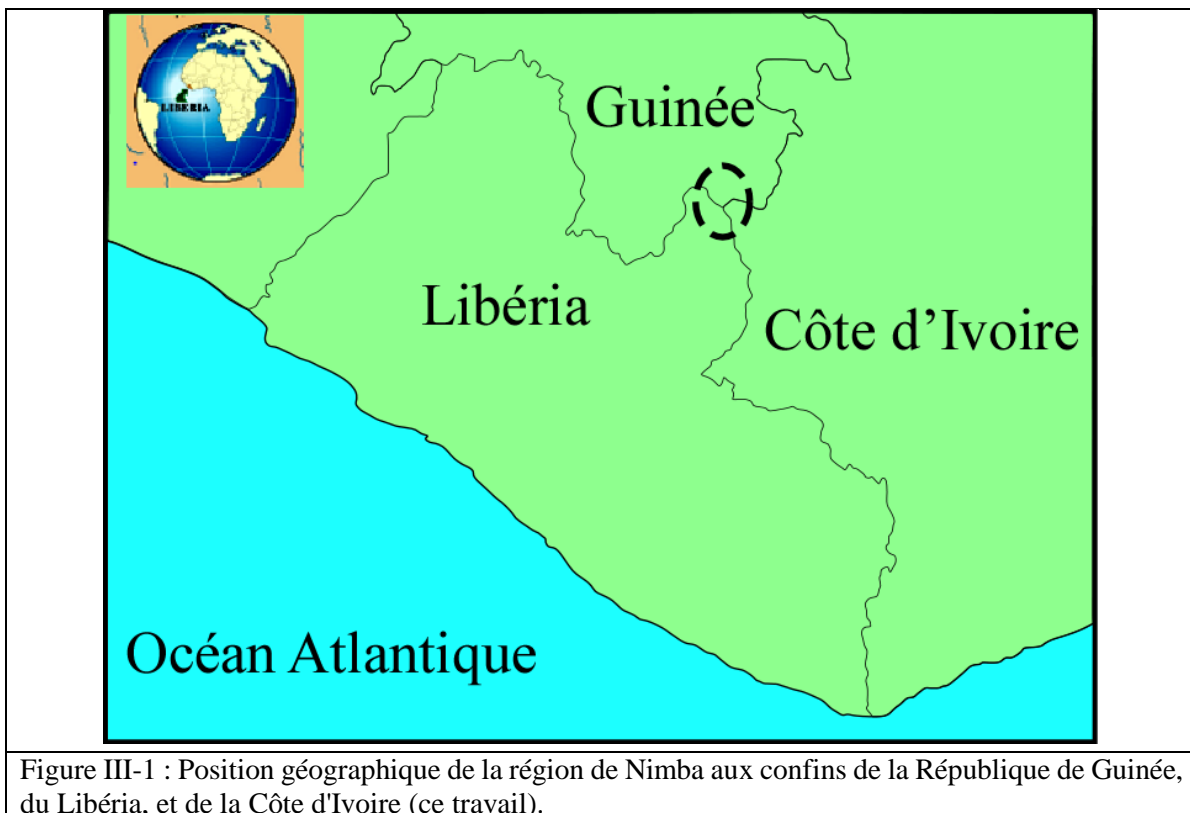 LIBERIA
Guinée
Libéria
Côte d’Ivoire
Océan Atlantique
Figure III-1 : Position géographique de la région de Nimba aux confins de la République de Guinée,
du Libéria, et de la Côte d'Ivoire (ce travail).